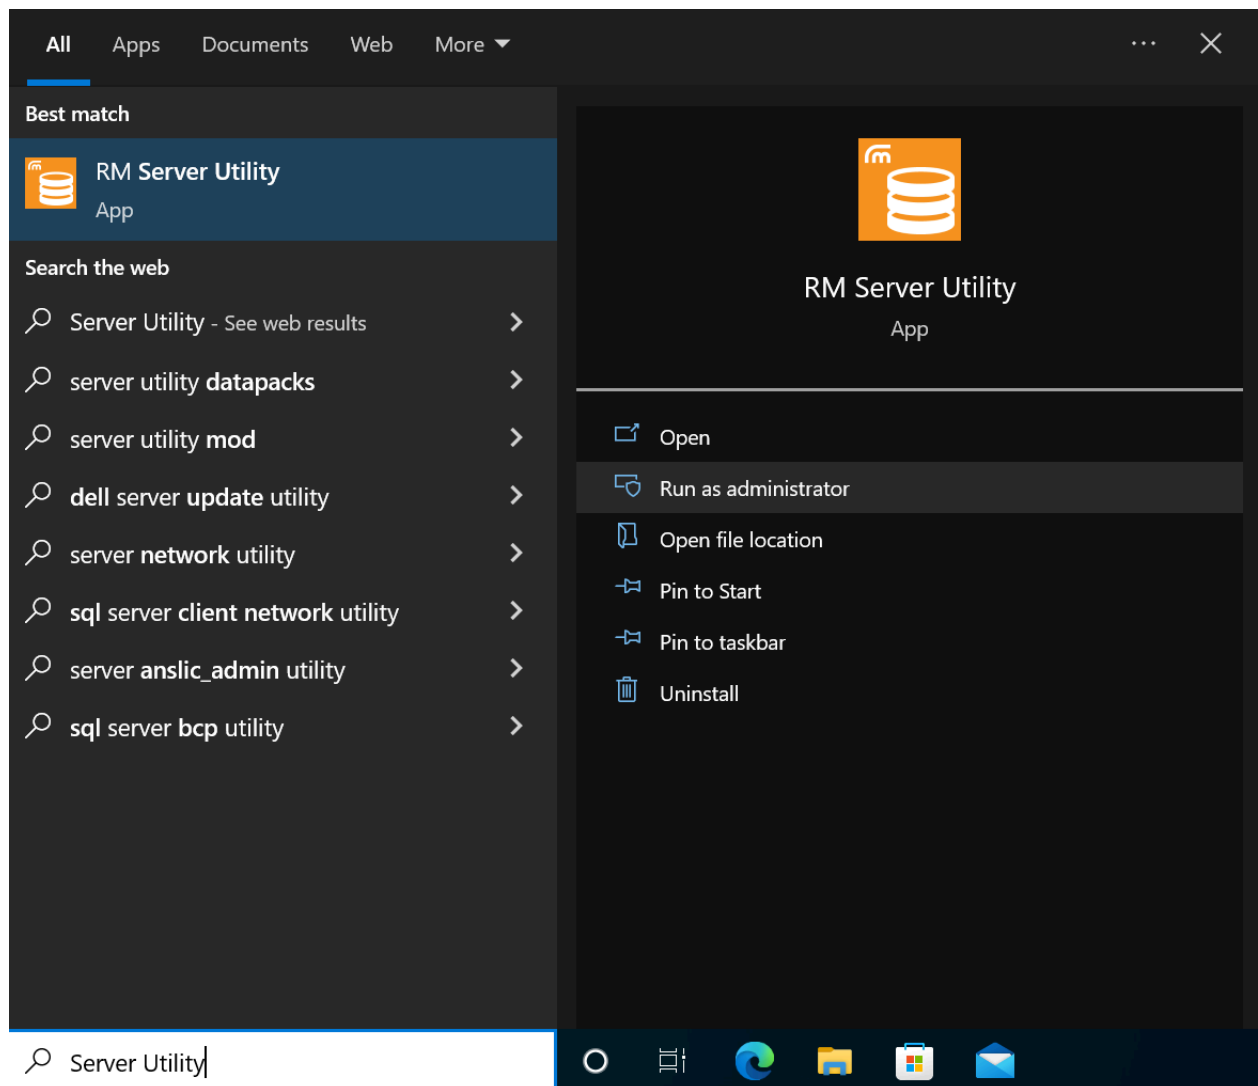 All Apps Documents Web More
Best match
RM Server Utility
App
Search the web
Server Utility - See web results
server utility datapacks
server utility mod
dell server update utility
server network utility
sql server client network utility
server anslic_admin utility
sql server bcp utility
RM Server Utility
App
Open
Run as administrator
Open file location
Pin to Start
Pin to taskbar
Uninstall
Server Utility